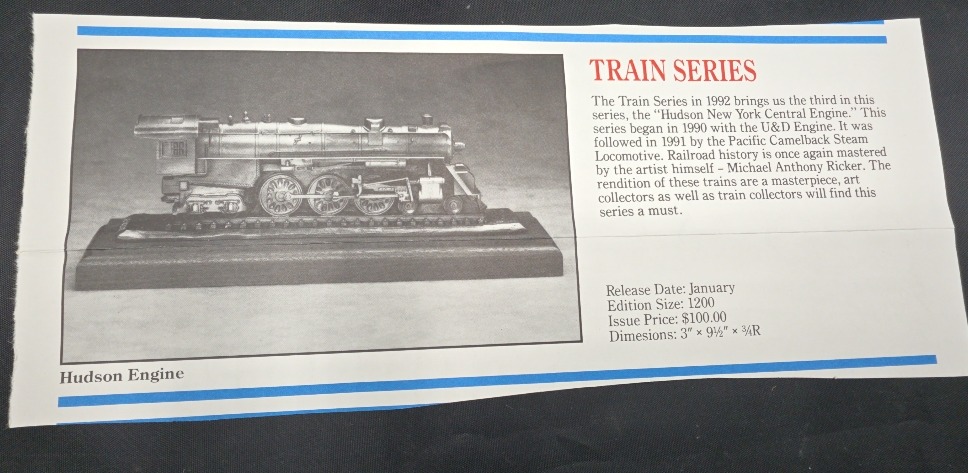 TRAIN SERIES
The Train Series in 1992 brings us the third in this
series, the "Hudson New York Central Engine." This
series began in 1990 with the U&D Engine. It was
followed in 1991 by the Pacific Camelback Steam
Locomotive. Railroad history is once again mastered
by the artist himself – Michael Anthony Ricker. The
rendition of these trains are a masterpiece, art
collectors as well as train collectors will find this
series a must.
Release Date: January
Edition Size: 1200
Issue Price: $100.00
Dimesions: 3" × 9½" × ¾R
Hudson Engine